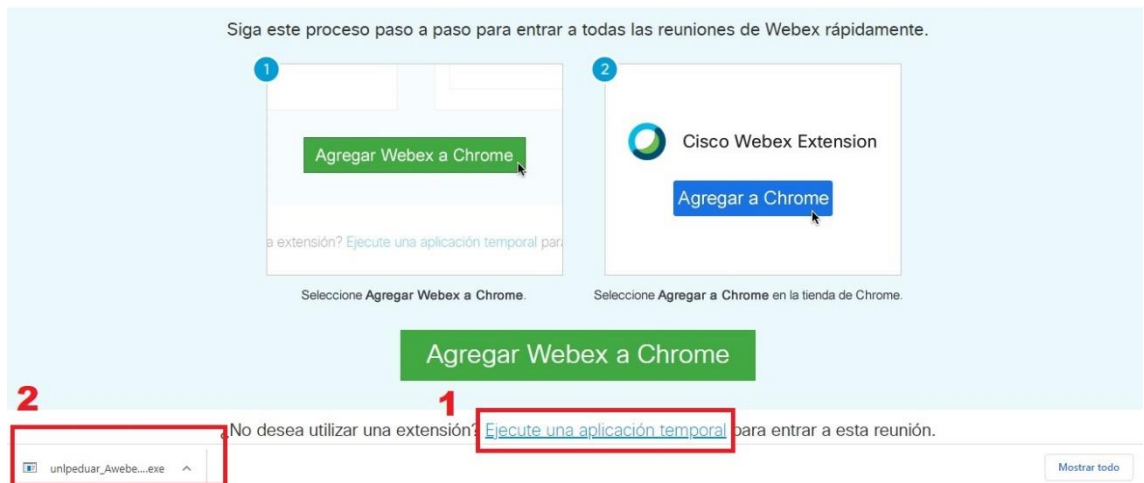 Siga este proceso paso a paso para entrar a todas las reuniones de Webex rápidamente.
1
Agregar Webex a Chrome
a extensión? Ejecute una aplicación temporal para
Seleccione Agregar Webex a Chrome.
2
Cisco Webex Extension
Agregar a Chrome
Seleccione Agregar a Chrome en la tienda de Chrome.
Agregar Webex a Chrome
2
1
¿No desea utilizar una extensión? Ejecute una aplicación temporal para entrar a esta reunión.
unlpeduar_Awebe....exe
Mostrar todo